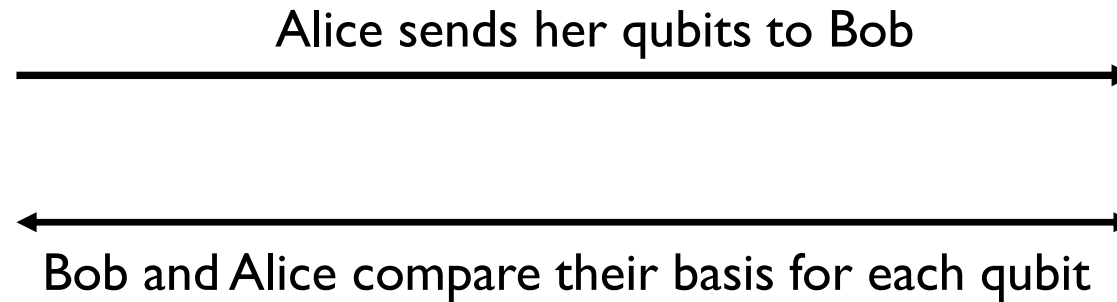 Alice sends her qubits to Bob
Bob and Alice compare their basis for each qubit